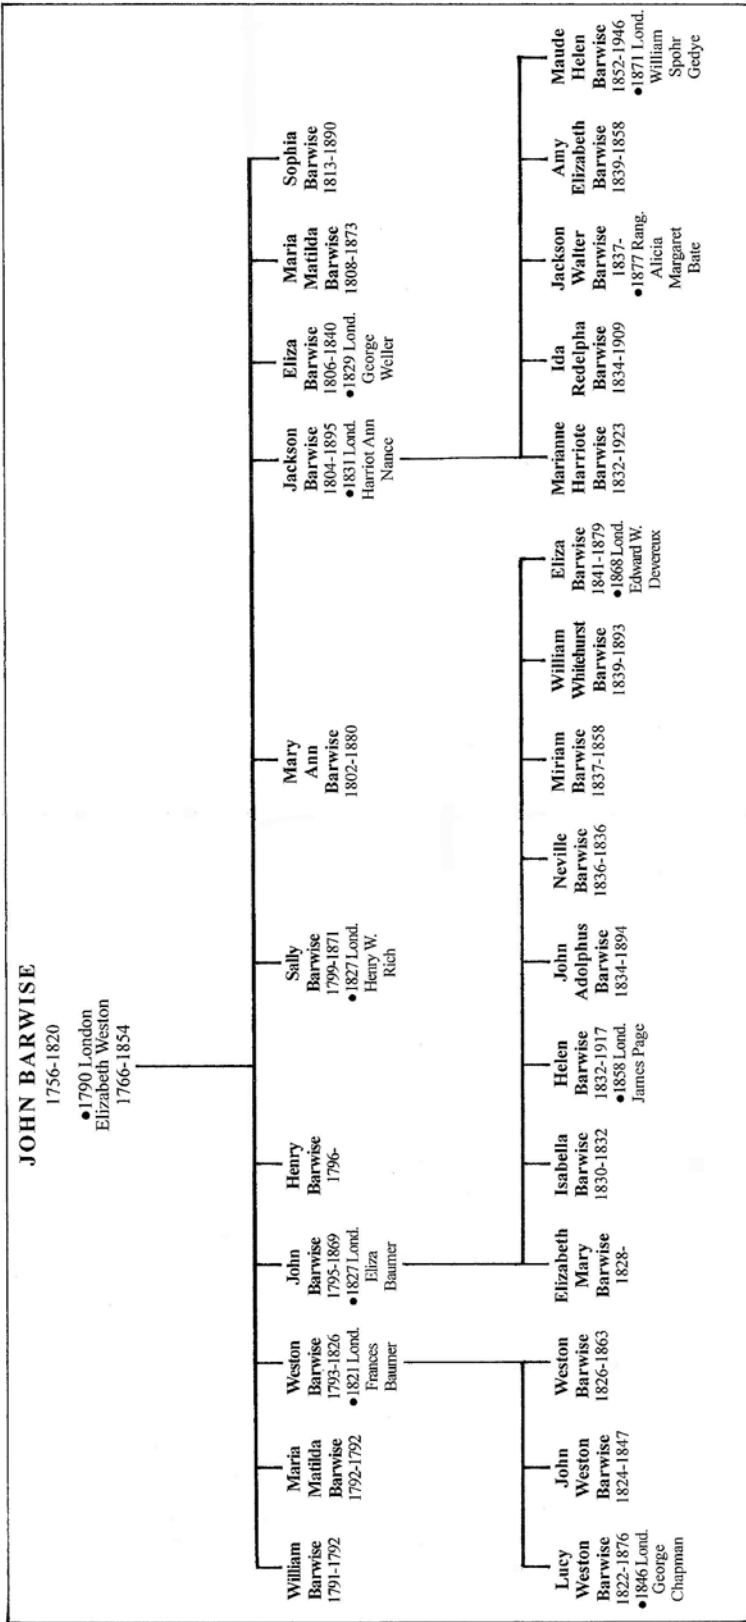 JOHN BARWISE
1756-1820
●1790 London
Elizabeth Weston
1766-1854
William
Barwise
1791-1792
Maria
Matilda
Barwise
1792-1792
Weston
Barwise
1793-1826
●1821 Lond.
Frances
Baumer
John
Barwise
1795-1869
●1827 Lond.
Eliza
Baumer
Henry
Barwise
1796-
Sally
Barwise
1799-1871
●1827 Lond.
Henry W.
Rich
Mary
Ann
Barwise
1802-1880
Jackson
Barwise
1804-1895
●1831 Lond.
Harriot Ann
Nance
Eliza
Barwise
1806-1840
●1829 Lond.
George
Weller
Maria
Matilda
Barwise
1808-1873
Sophia
Barwise
1813-1890
Lucy
Weston
Barwise
1822-1876
●1846 Lond.
George
Chapman
John
Weston
Barwise
1824-1847
Weston
Barwise
1826-1863
Elizabeth
Mary
Barwise
1828-
Isabella
Barwise
1830-1832
Helen
Barwise
1832-1917
●1858 Lond.
James Page
John
Adolphus
Barwise
1834-1894
Neville
Barwise
1836-1836
Miriam
Barwise
1837-1858
William
Whitehurst
Barwise
1839-1893
Eliza
Barwise
1841-1879
●1868 Lond.
Edward W.
Devereux
Marianne
Harriote
Barwise
1832-1923
Ida
Redelpha
Barwise
1834-1909
Jackson
Walter
Barwise
1837-
●1877 Rang.
Alicia
Margaret
Bate
Amy
Elizabeth
Barwise
1839-1858
Maude
Helen
Barwise
1852-1946
●1871 Lond.
William
Spohr
Gedye